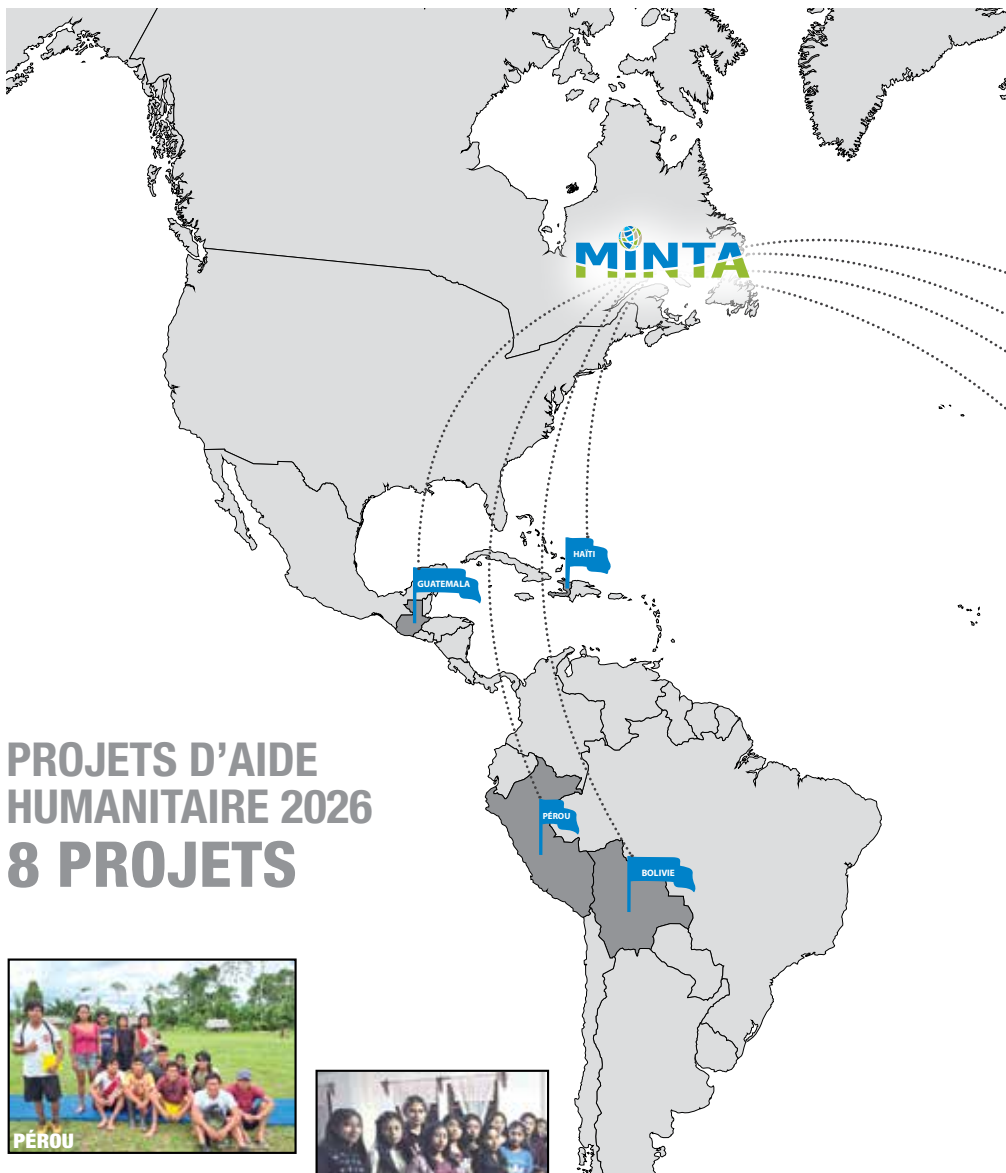 MINTA
HAÏTI
GUATEMALA
PROJETS D'AIDE
HUMANITAIRE 2026
8 PROJETS
PÉROU
BOLIVIE
PÉROU